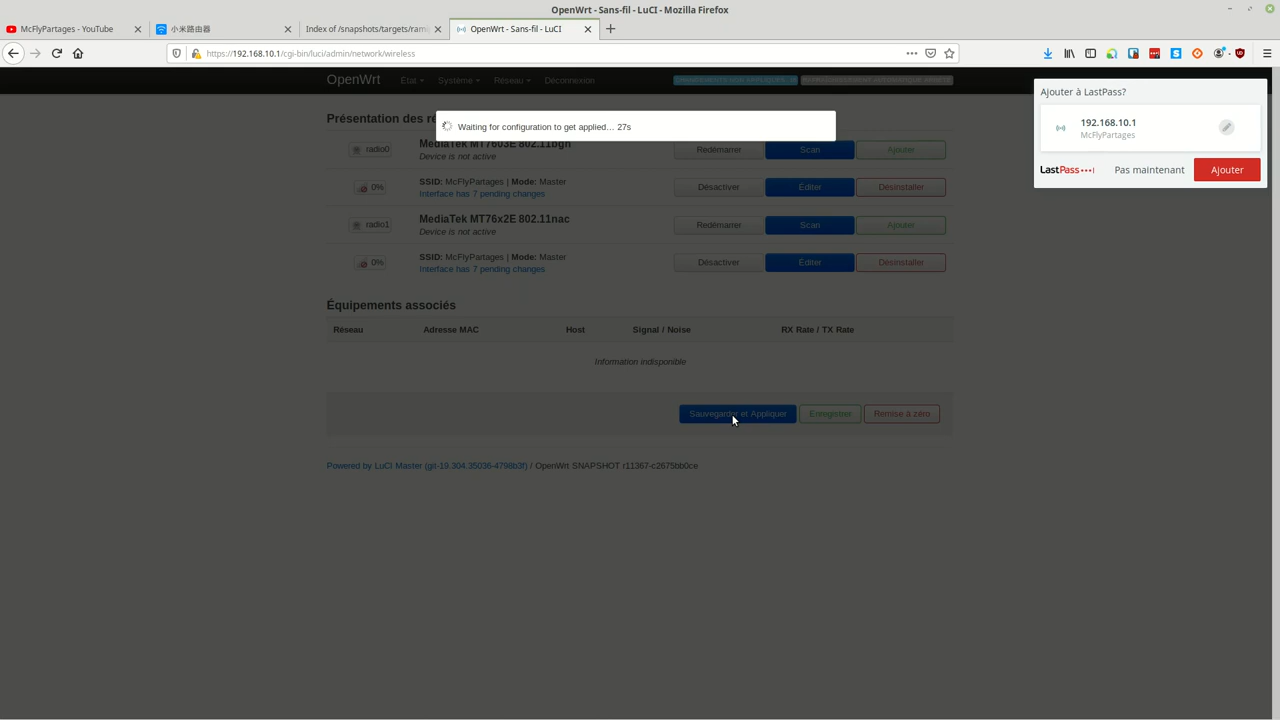 OpenWrt - Sans-fil - LuCI - Mozilla Firefox
McFlyPartages - YouTube
小米路由器
Index of /snapshots/targets/rami
OpenWrt - Sans-fil - LuCI
https://192.168.10.1/cgi-bin/luci/admin/network/wireless
OpenWrt État Système Réseau Déconnexion
Ajouter à LastPass?
192.168.10.1
McFlyPartages
LastPass Pas maintenant Ajouter
Présentation des ré
Waiting for configuration to get applied… 27s
radio0 MediaTek MT7603E 802.11bgn
Device is not active
Redémarrer Scan Ajouter
0% SSID: McFlyPartages | Mode: Master
Interface has 7 pending changes
Désactiver Éditer Désinstaller
radio1 MediaTek MT76x2E 802.11nac
Device is not active
Redémarrer Scan Ajouter
0% SSID: McFlyPartages | Mode: Master
Interface has 7 pending changes
Désactiver Éditer Désinstaller
Équipements associés
Réseau Adresse MAC Host Signal / Noise RX Rate / TX Rate
Information indisponible
Sauvegarder et Appliquer Enregistrer Remise à zéro
Powered by LuCI Master (git-19.304.35036-4798b3f) / OpenWrt SNAPSHOT r11367-c2675bb0ce